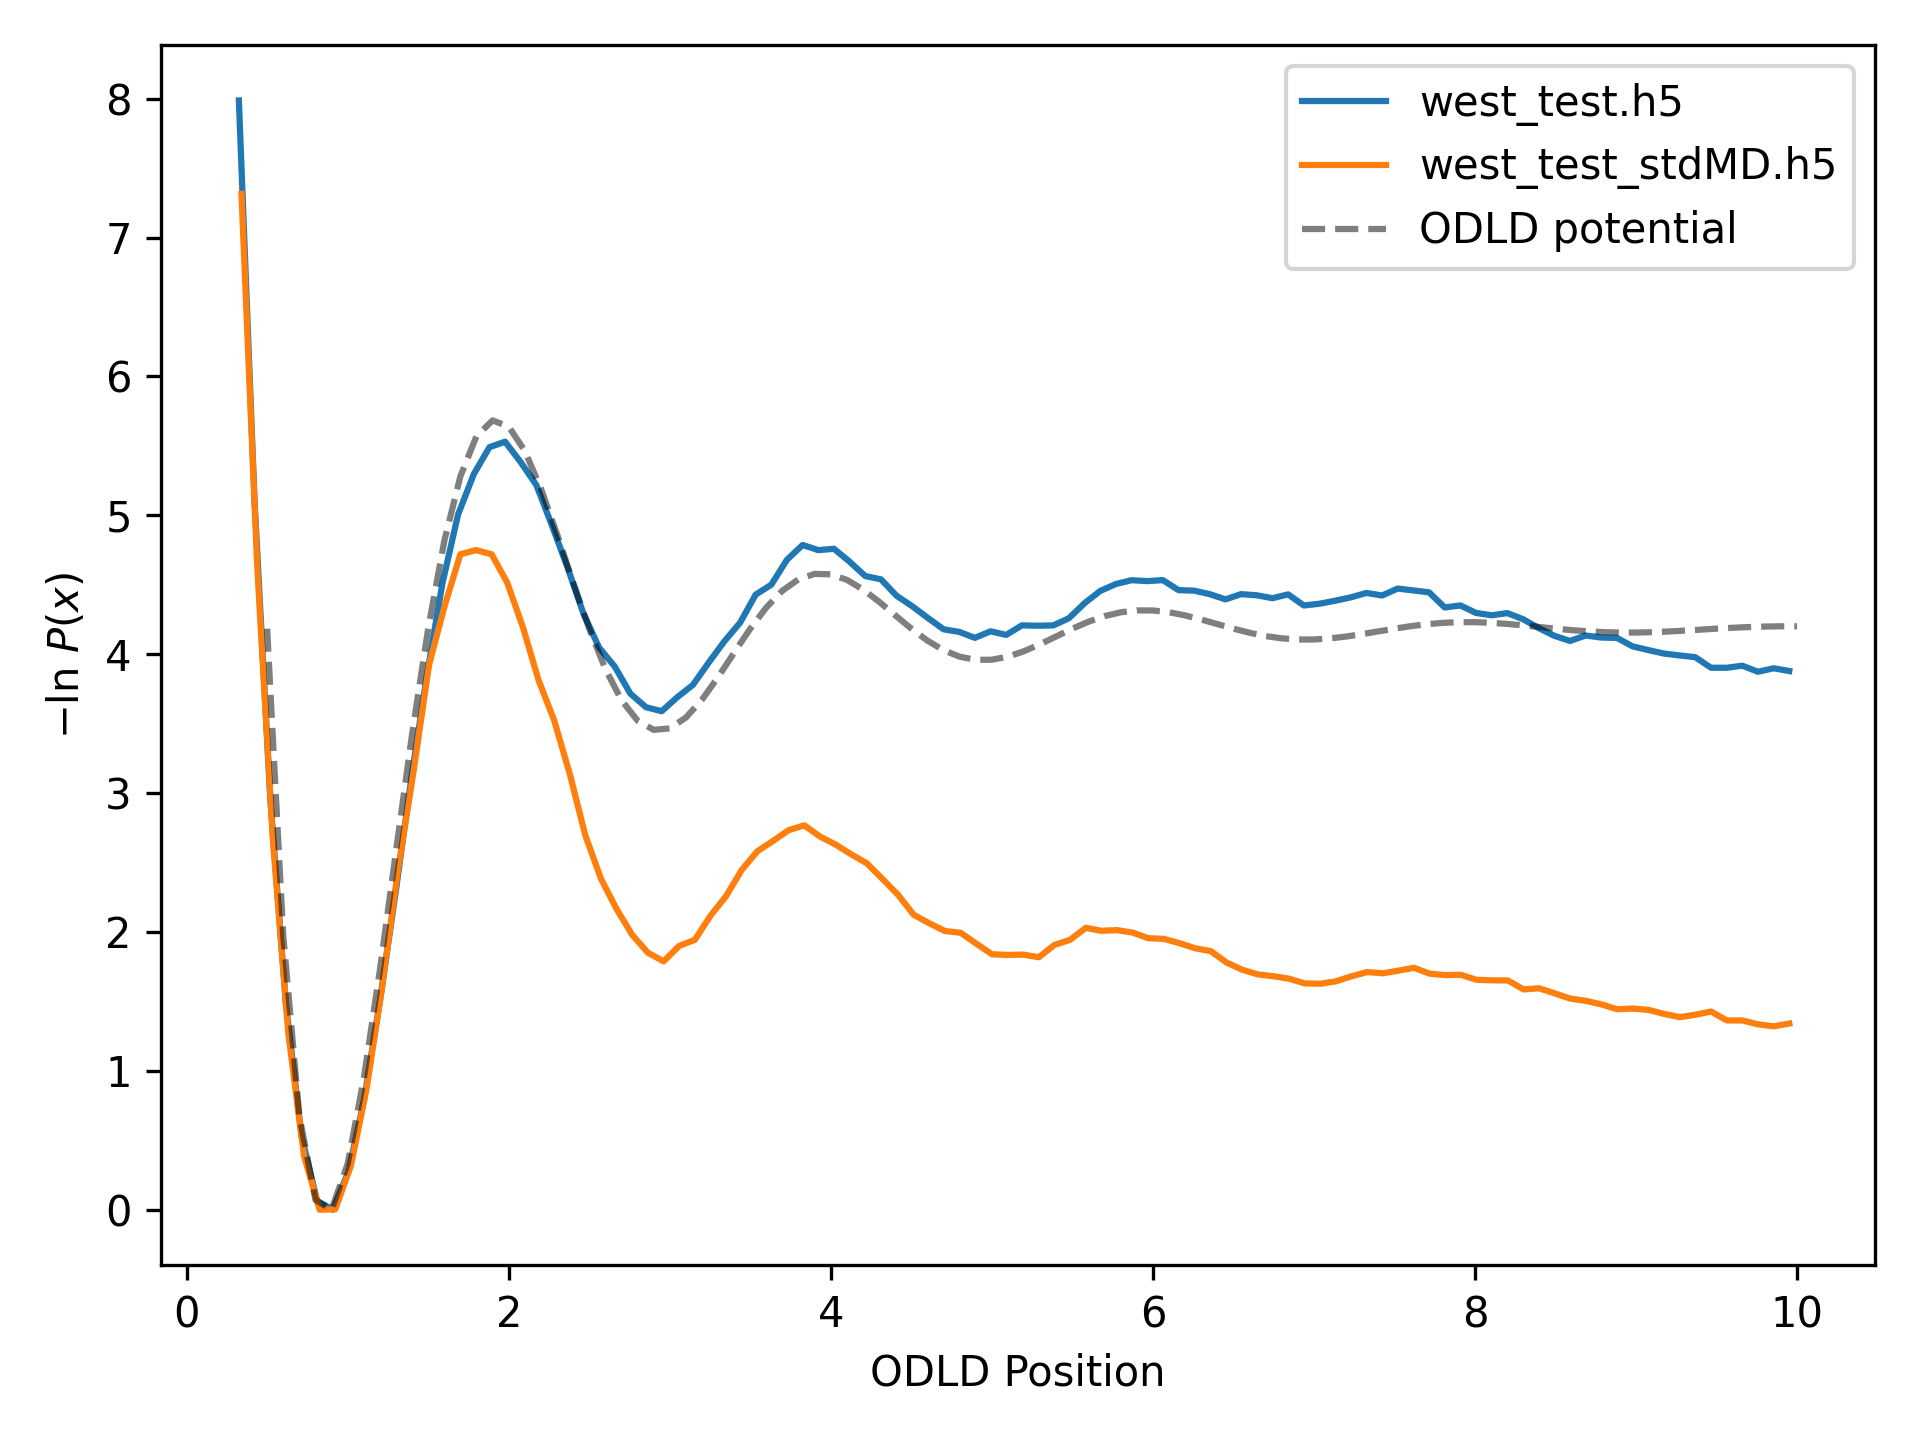 8
7
6
5
4
3
2
1
0
−ln P(x)
west_test.h5
west_test_stdMD.h5
ODLD potential
0 2 4 6 8 10
ODLD Position